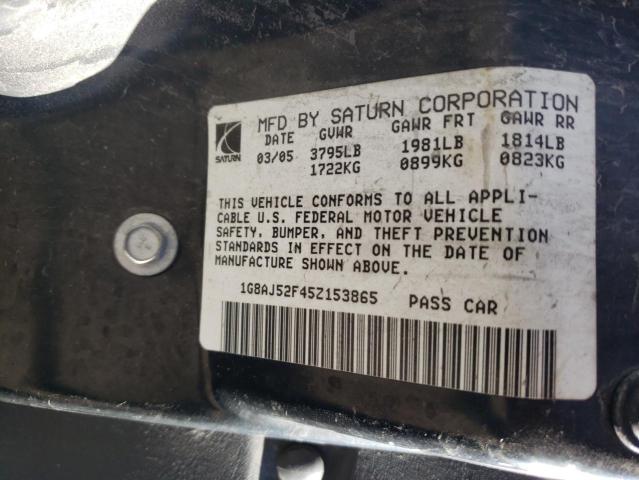 MFD BY SATURN CORPORATION
SATURN
DATE GVWR GAWR FRT GAWR RR
03/05 3795LB 1981LB 1814LB
1722KG 0899KG 0823KG
THIS VEHICLE CONFORMS TO ALL APPLI-
CABLE U.S. FEDERAL MOTOR VEHICLE
SAFETY, BUMPER, AND THEFT PREVENTION
STANDARDS IN EFFECT ON THE DATE OF
MANUFACTURE SHOWN ABOVE.
1G8AJ52F45Z153865 PASS CAR